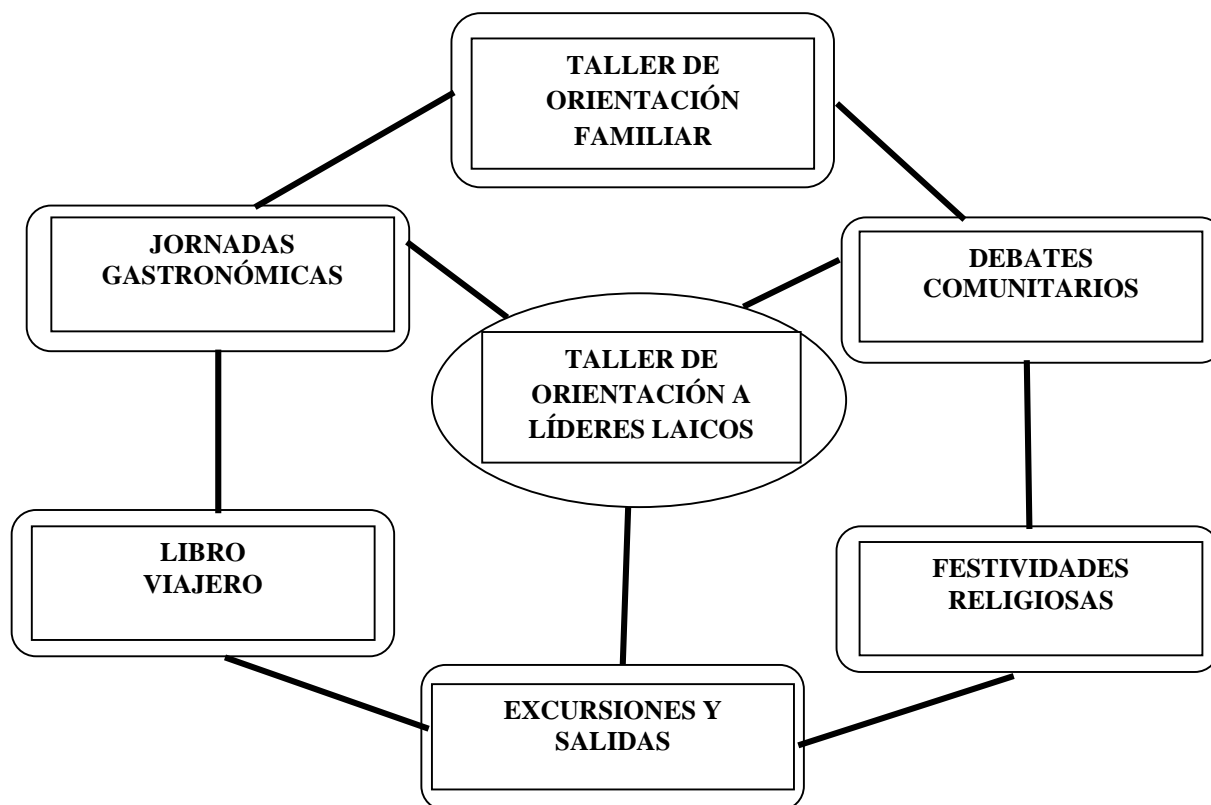 TALLER DE
ORIENTACIÓN
FAMILIAR
JORNADAS
GASTRONÓMICAS
DEBATES
COMUNITARIOS
TALLER DE
ORIENTACIÓN A
LÍDERES LAICOS
LIBRO
VIAJERO
FESTIVIDADES
RELIGIOSAS
EXCURSIONES Y
SALIDAS